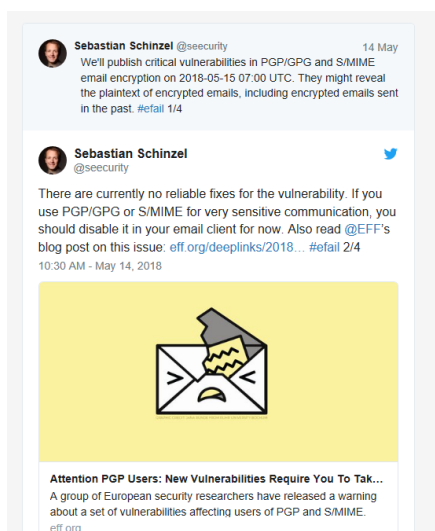 Sebastian Schinzel @seecurity 14 May
We'll publish critical vulnerabilities in PGP/GPG and S/MIME
email encryption on 2018-05-15 07:00 UTC. They might reveal
the plaintext of encrypted emails, including encrypted emails sent
in the past. #efail 1/4
Sebastian Schinzel
@seecurity
There are currently no reliable fixes for the vulnerability. If you
use PGP/GPG or S/MIME for very sensitive communication, you
should disable it in your email client for now. Also read @EFF's
blog post on this issue: eff.org/deeplinks/2018… #efail 2/4
10:30 AM - May 14, 2018
Attention PGP Users: New Vulnerabilities Require You To Tak…
A group of European security researchers have released a warning
about a set of vulnerabilities affecting users of PGP and S/MIME.
eff.org